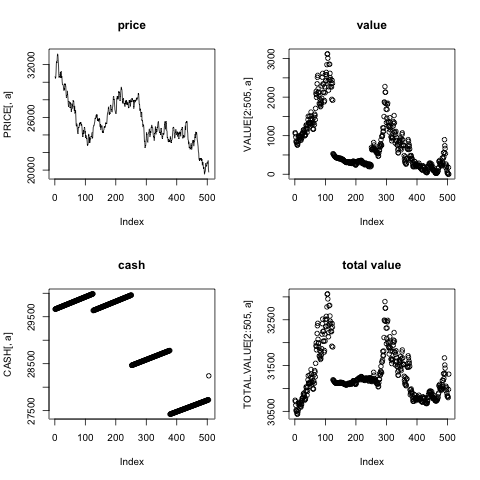 price
PRICE[, a]
20000 26000 32000
0 100 200 300 400 500
Index
value
VALUE[2:505, a]
0 1000 2000 3000
0 100 200 300 400 500
Index
cash
CASH[, a]
27500 28500 29500
0 100 200 300 400 500
Index
total value
TOTAL.VALUE[2:505, a]
30500 31500 32500
0 100 200 300 400 500
Index